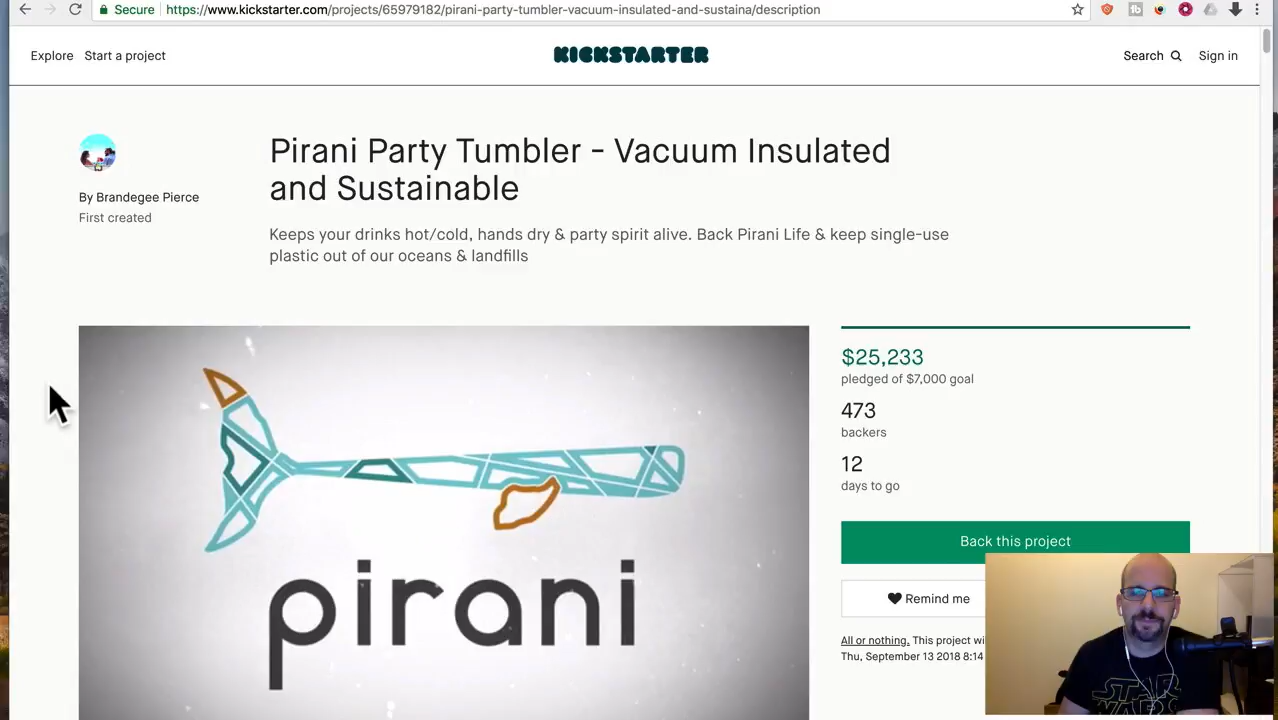 Secure
https://www.kickstarter.com/projects/65979182/pirani-party-tumbler-vacuum-insulated-and-sustaina/description
fb
Explore Start a project
KICKSTARTER
Search
Sign in
Pirani Party Tumbler - Vacuum Insulated
and Sustainable
By Brandegee Pierce
First created
Keeps your drinks hot/cold, hands dry & party spirit alive. Back Pirani Life & keep single-use
plastic out of our oceans & landfills
$25,233
pledged of $7,000 goal
473
backers
12
days to go
Back this project
Remind me
All or nothing. This project wi
Thu, September 13 2018 8:14
pirani
STAR
WARS